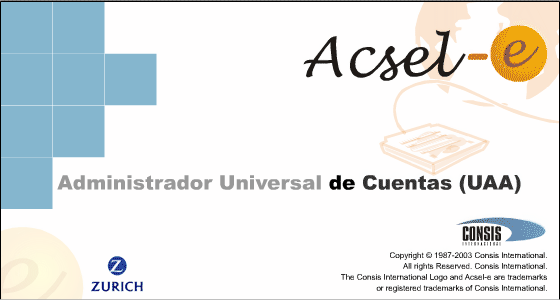 Acsel-e
Administrador Universal de Cuentas (UAA)
CONSIS
INTERNACIONAL
Copyright © 1987-2003 Consis International.
All rights Reserved. Consis International.
The Consis International Logo and Acsel-e are trademarks
or registered trademarks of Consis International.
e
Z
ZURICH